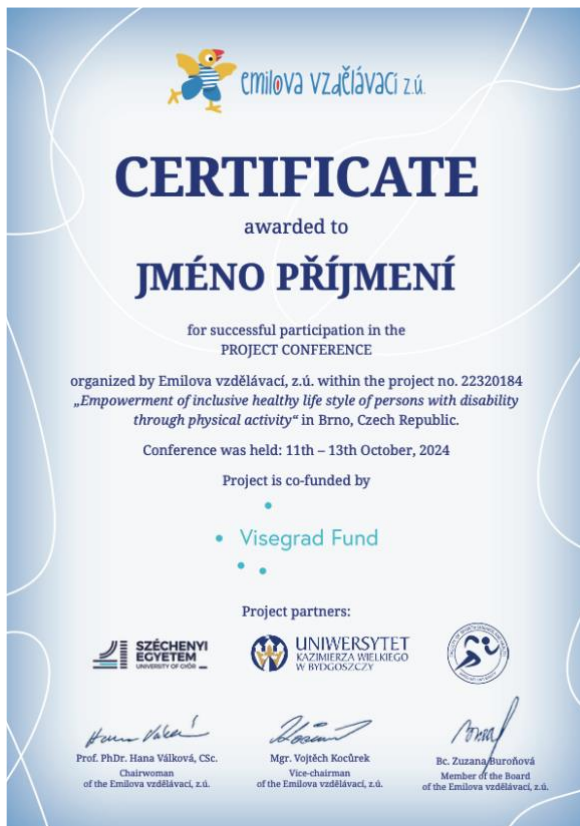 emilova vzdělávací z.ú.
CERTIFICATE
awarded to
JMÉNO PŘÍJMENÍ
for successful participation in the
PROJECT CONFERENCE
organized by Emilova vzdělávací, z.ú. within the project no. 22320184
„Empowerment of inclusive healthy life style of persons with disability
through physical activity“ in Brno, Czech Republic.
Conference was held: 11th – 13th October, 2024
Project is co-funded by
Visegrad Fund
Project partners:
SZÉCHENYI
EGYETEM
UNIVERSITY OF GYŐR
UNIWERSYTET
KAZIMIERZA WIELKIEGO
W BYDGOSZCZY
Prof. PhDr. Hana Válková, CSc.
Chairwoman
of the Emilova vzdělávací, z.ú.
Mgr. Vojtěch Kocůrek
Vice-chairman
of the Emilova vzdělávací, z.ú.
Bc. Zuzana Buroňová
Member of the Board
of the Emilova vzdělávací, z.ú.